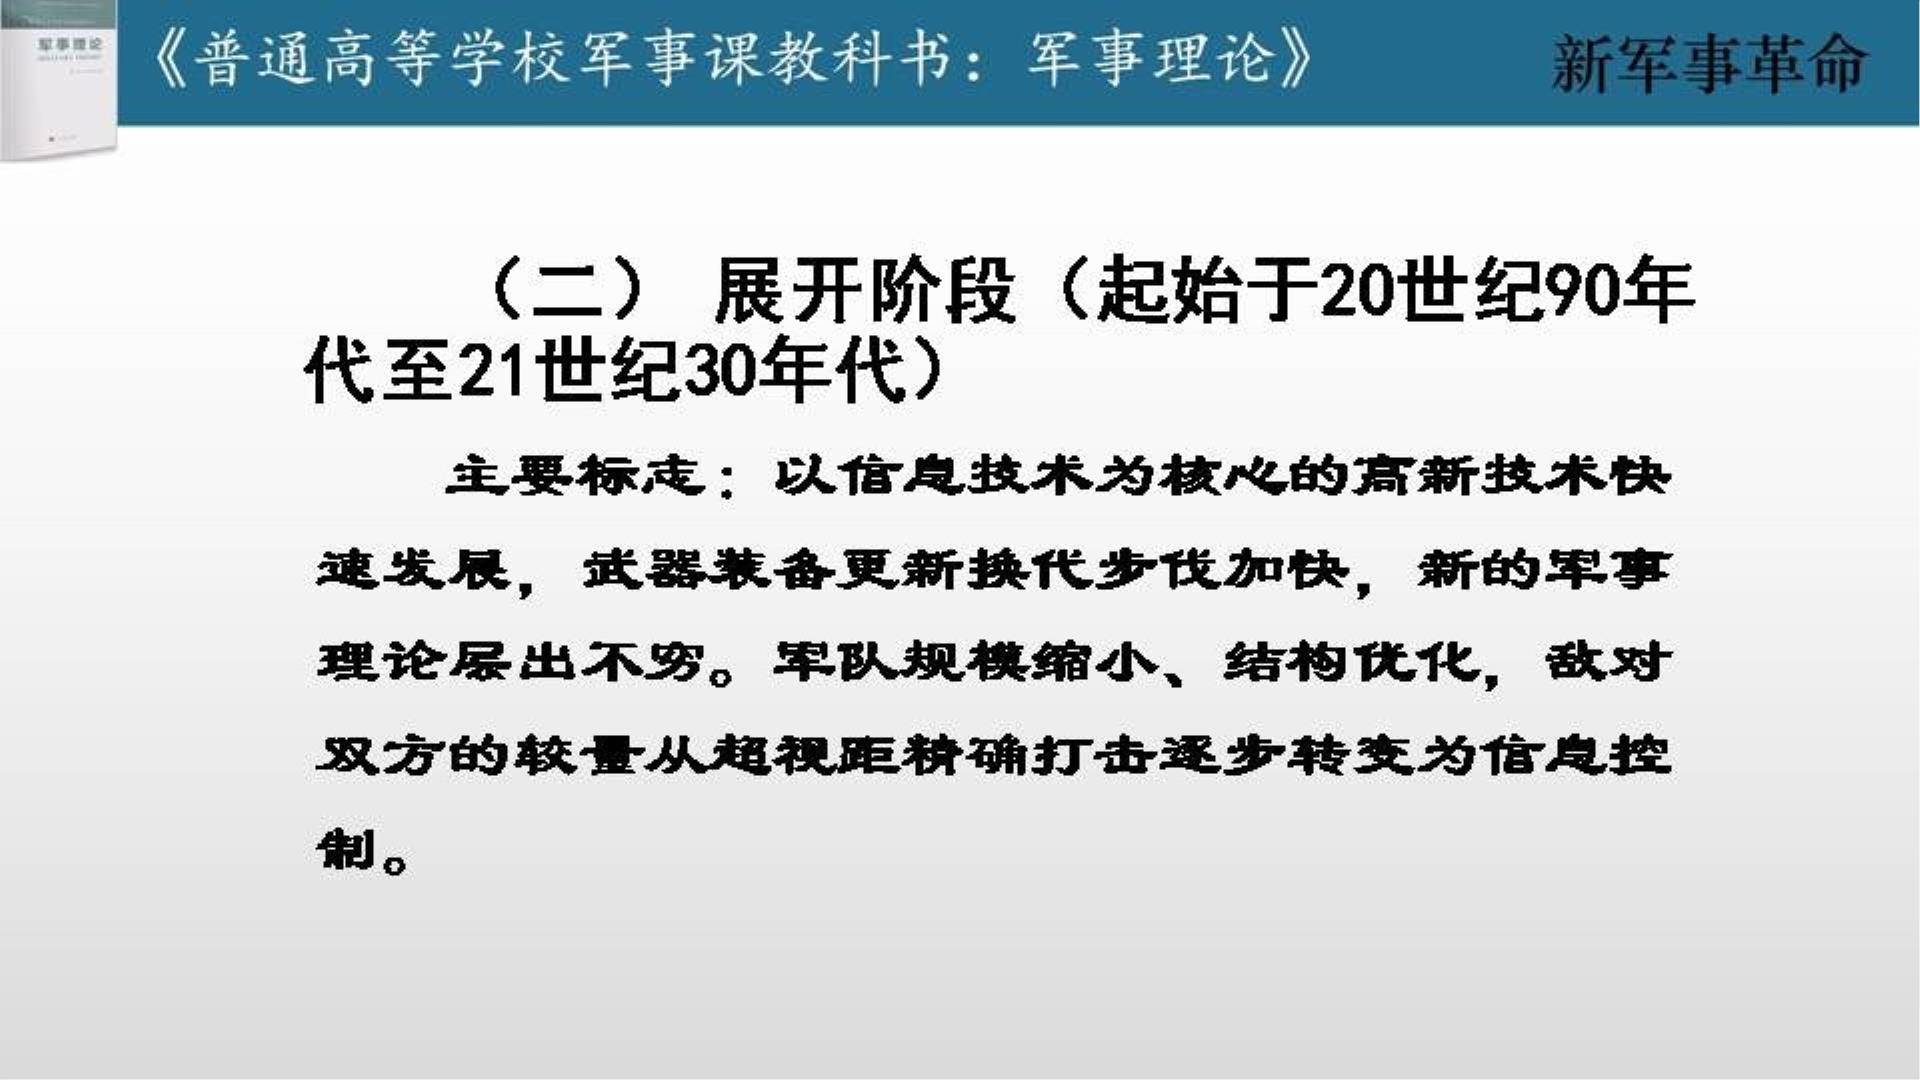 军事理论
《普通高等学校军事课教科书：军事理论》
新军事革命
（二） 展开阶段（起始于20世纪90年
代至21世纪30年代）
主要标志：以信息技术为核心的高新技术快
速发展，武器装备更新换代步伐加快，新的军事
理论层出不穷。军队规模缩小、结构优化，敌对
双方的较量从超视距精确打击逐步转变为信息控
制。